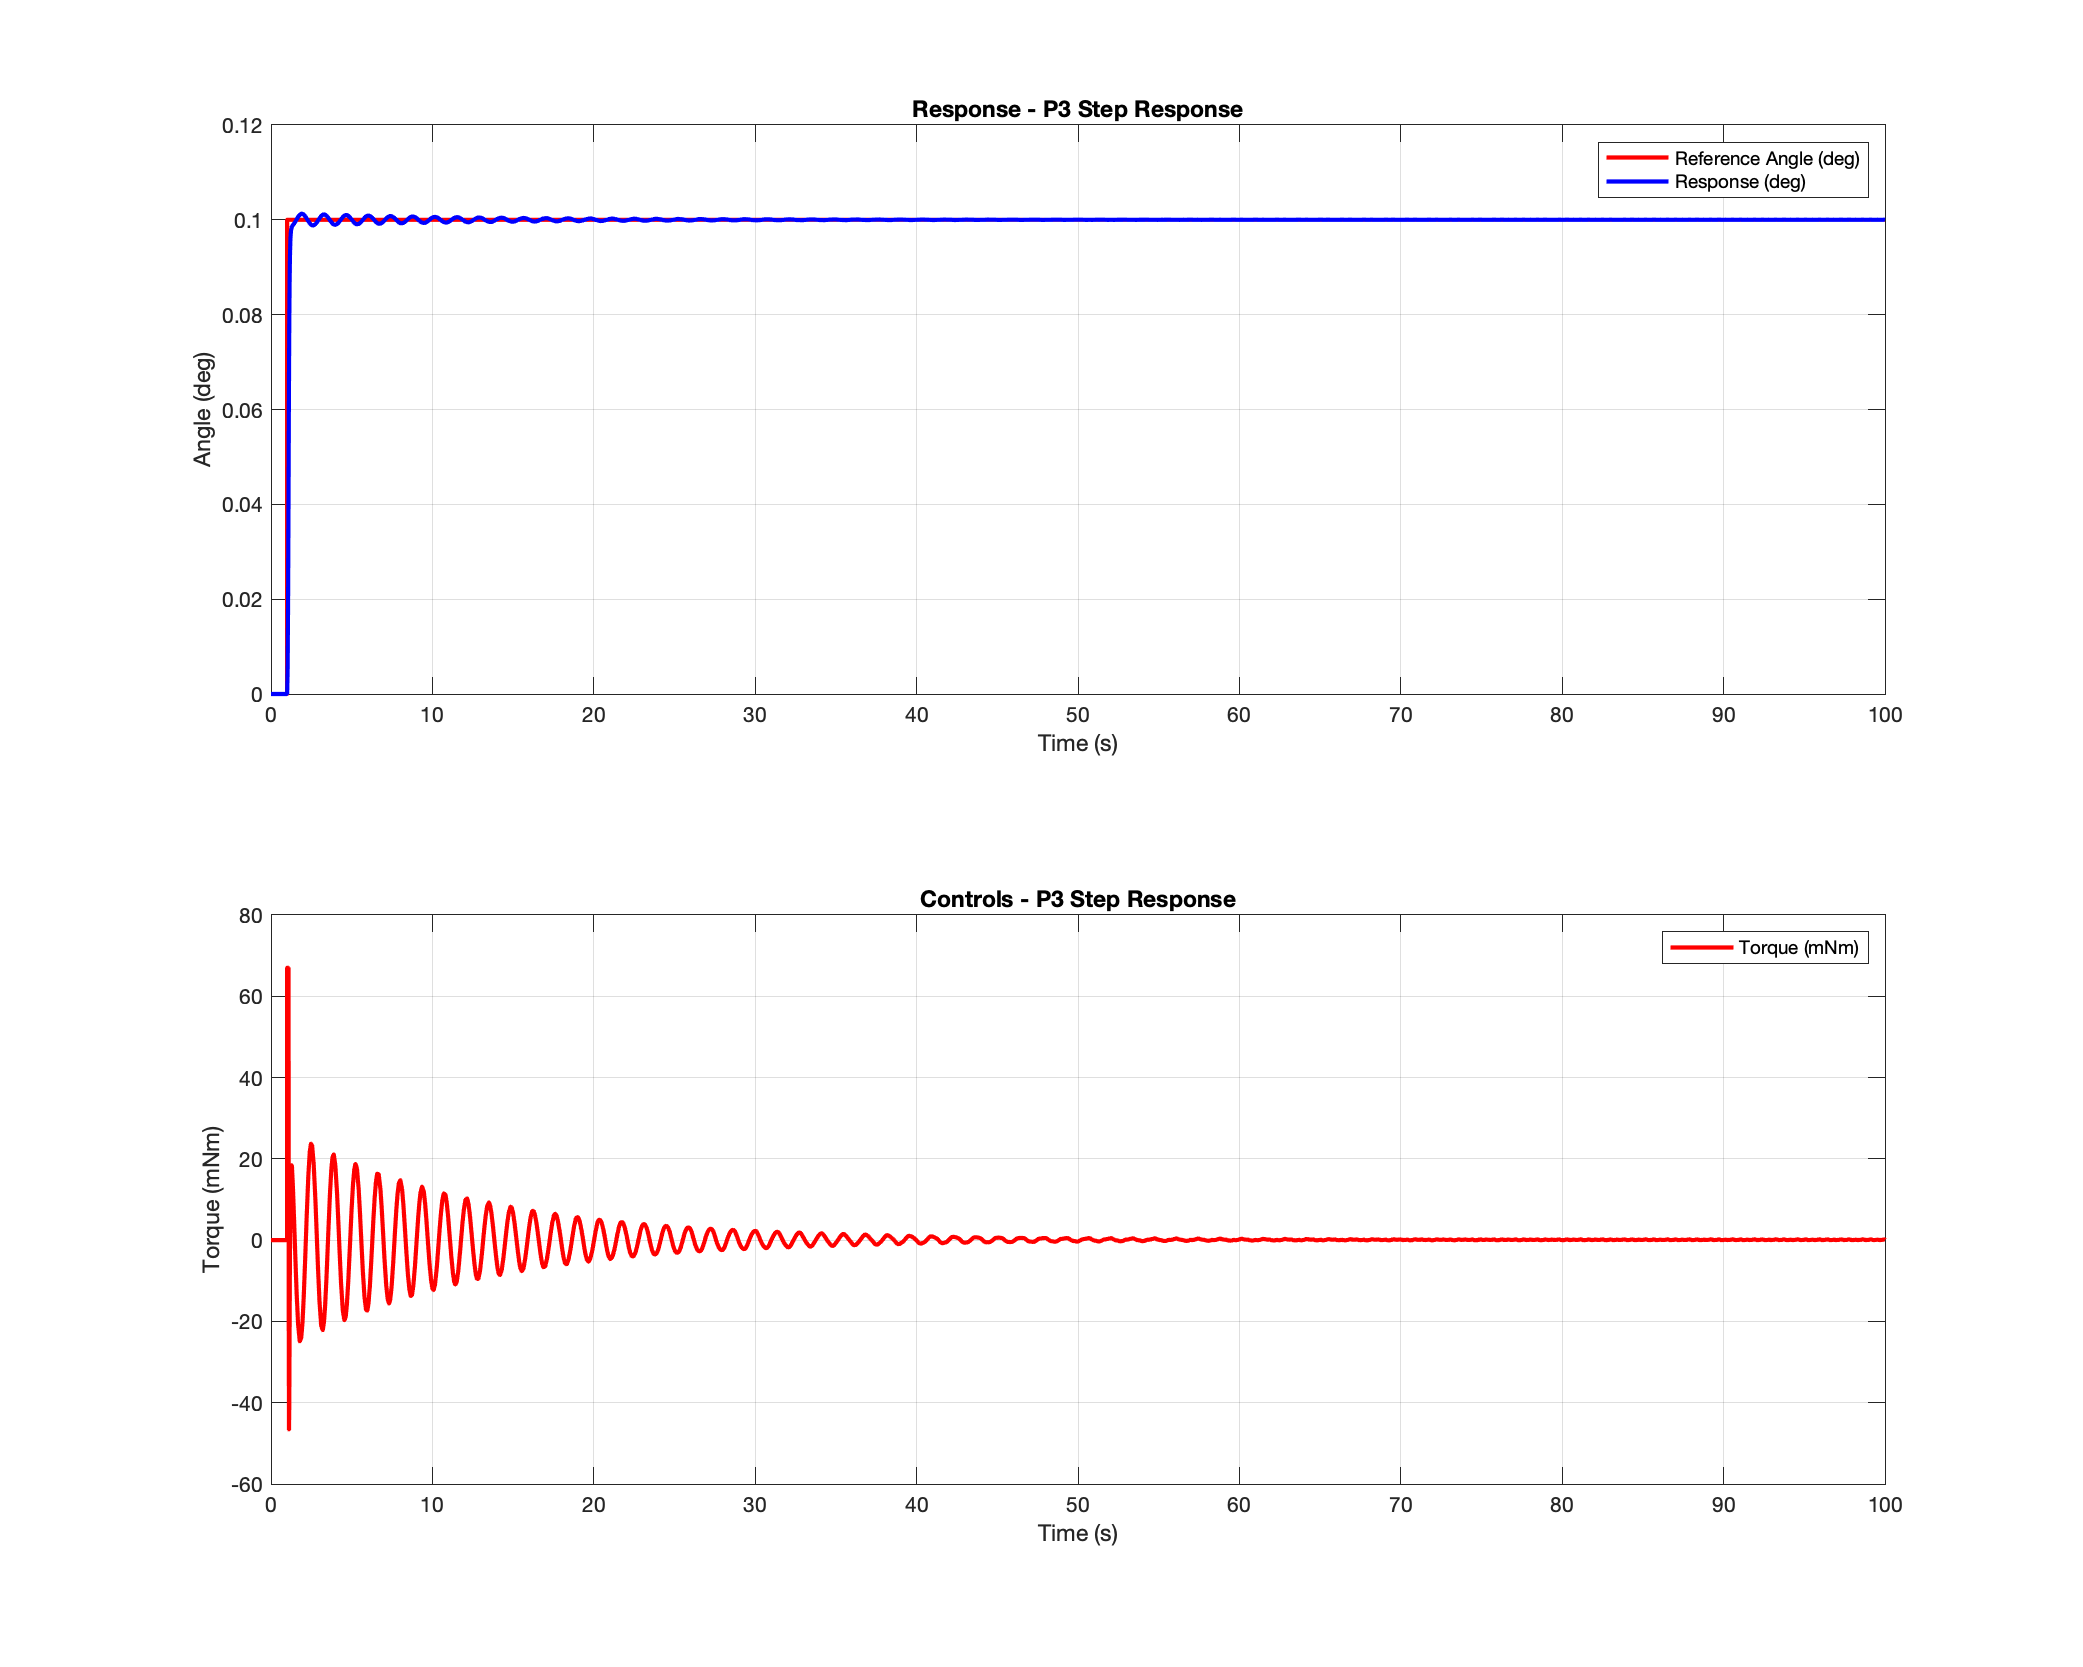 Response - P3 Step Response
0.12
0.1
0.08
0.06
0.04
0.02
0
Angle (deg)
Reference Angle (deg)
Response (deg)
0 10 20 30 40 50 60 70 80 90 100
Time (s)
Controls - P3 Step Response
80
60
40
20
0
-20
-40
-60
Torque (mNm)
Torque (mNm)
0 10 20 30 40 50 60 70 80 90 100
Time (s)